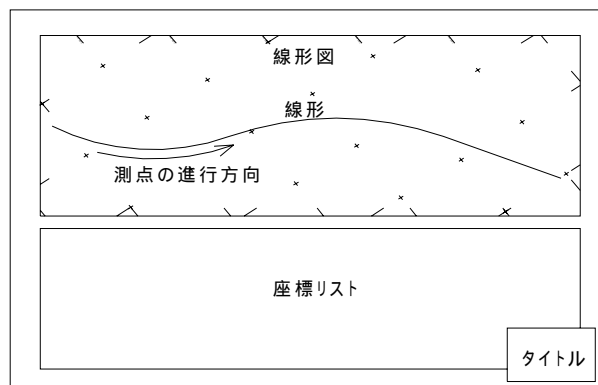 線形図
線形
測点の進行方向
座標リスト
タイトル